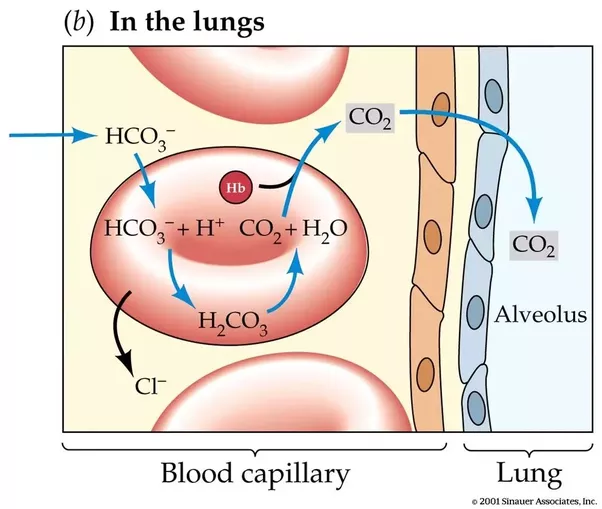 (b) In the lungs
CO₂
HCO₃⁻
Hb
HCO₃⁻ + H⁺ CO₂ + H₂O
CO₂
H₂CO₃
Alveolus
Cl⁻
Blood capillary
Lung
© 2001 Sinauer Associates, Inc.